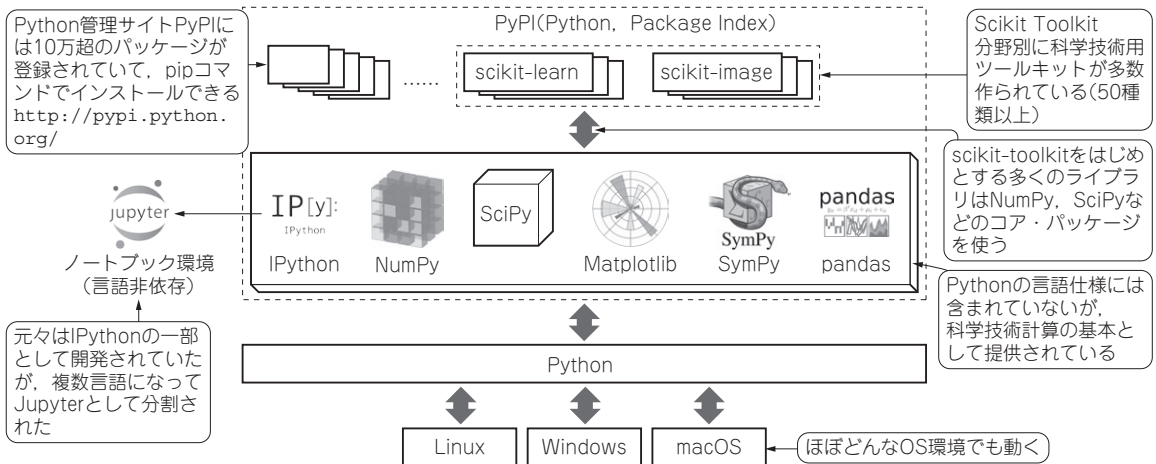 Python管理サイトPyPIに
は10万超のパッケージが
登録されていて，pipコマ
ンドでインストールできる
http://pypi.python.
org/
PyPI(Python，Package Index)
......
scikit-learn
scikit-image
Scikit Toolkit
分野別に科学技術用
ツールキットが多数
作られている(50種
類以上)
scikit-toolkitをはじめ
とする多くのライブラ
リはNumPy，SciPyな
どのコア・パッケージ
を使う
jupyter
ノートブック環境
(言語非依存)
IP[y]:
IPython
IPython
NumPy
SciPy
Matplotlib
SymPy
SymPy
pandas
pandas
Pythonの言語仕様には
含まれていないが，
科学技術計算の基本と
して提供されている
元々はIPythonの一部
として開発されていた
が，複数言語になって
Jupyterとして分割さ
れた
Python
Linux
Windows
macOS
ほぼどんなOS環境でも動く